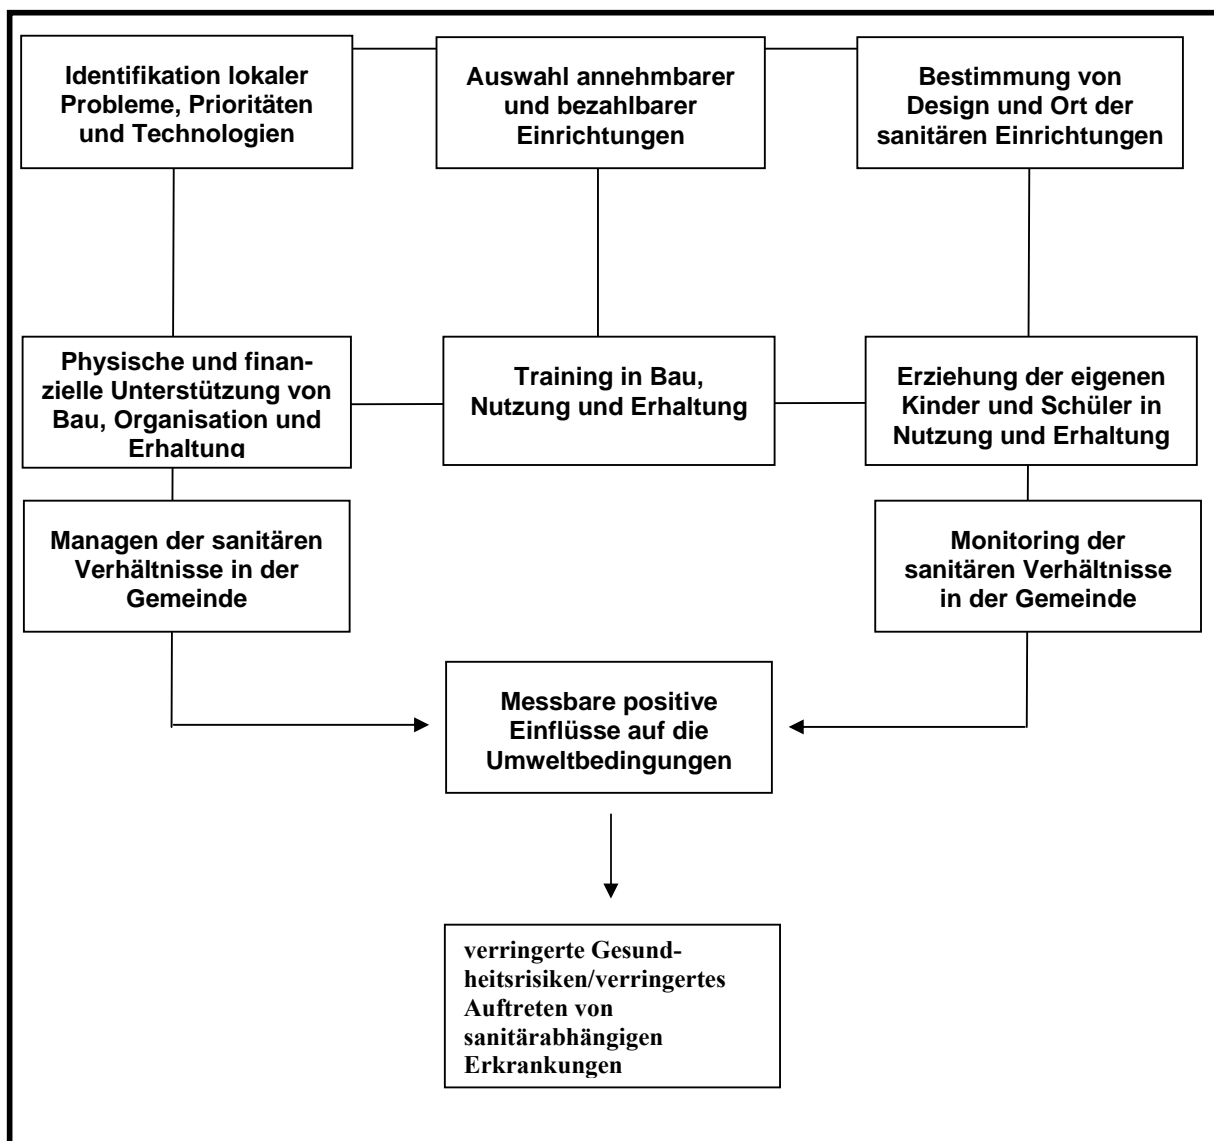 Identifikation lokaler
Probleme, Prioritäten
und Technologien
Auswahl annehmbarer
und bezahlbarer
Einrichtungen
Bestimmung von
Design und Ort der
sanitären Einrichtungen
Physische und finan-
zielle Unterstützung von
Bau, Organisation und
Erhaltung
Training in Bau,
Nutzung und Erhaltung
Erziehung der eigenen
Kinder und Schüler in
Nutzung und Erhaltung
Managen der sanitären
Verhältnisse in der
Gemeinde
Monitoring der
sanitären Verhältnisse
in der Gemeinde
Messbare positive
Einflüsse auf die
Umweltbedingungen
verringerte Gesund-
heitsrisiken/verringertes
Auftreten von
sanitärabhängigen
Erkrankungen